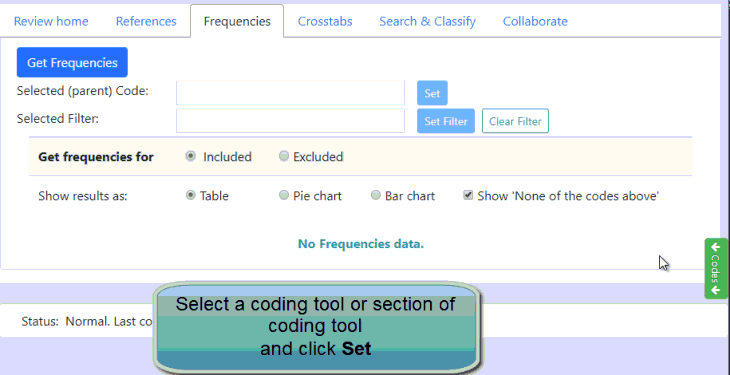 Review home References Frequencies Crosstabs Search & Classify Collaborate
Get Frequencies
Selected (parent) Code: Set
Selected Filter: Set Filter Clear Filter
Get frequencies for Included Excluded
Show results as: Table Pie chart Bar chart Show 'None of the codes above'
No Frequencies data.
Codes
Status: Normal. Last co
Select a coding tool or section of
coding tool
and click Set